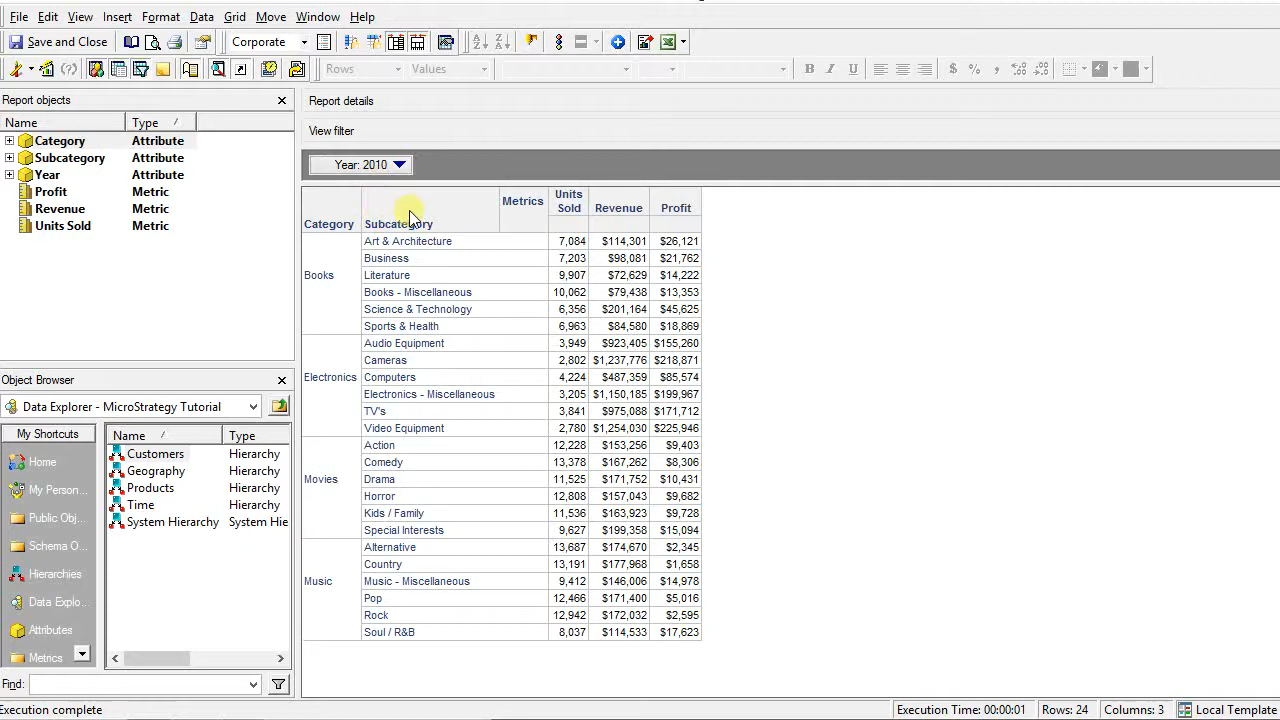 File Edit View Insert Format Data Grid Move Window Help
Save and Close Corporate
Rows Values B I U $ % ,
Report objects
Name Type
Category Attribute
Subcategory Attribute
Year Attribute
Profit Metric
Revenue Metric
Units Sold Metric
Object Browser
Data Explorer - MicroStrategy Tutorial
My Shortcuts
Home
My Person...
Public Obj...
Schema O...
Hierarchies
Data Explo...
Attributes
Metrics
Name Type
Customers Hierarchy
Geography Hierarchy
Products Hierarchy
Time Hierarchy
System Hierarchy System Hie
Find:
Report details
View filter
Year: 2010
Category Subcategory Metrics Units Sold Revenue Profit
Books Art & Architecture 7,084 $114,301 $26,121
Business 7,203 $98,081 $21,762
Literature 9,907 $72,629 $14,222
Books - Miscellaneous 10,062 $79,438 $13,353
Science & Technology 6,356 $201,164 $45,625
Sports & Health 6,963 $84,580 $18,869
Electronics Audio Equipment 3,949 $923,405 $155,260
Cameras 2,802 $1,237,776 $218,871
Computers 4,224 $487,359 $85,574
Electronics - Miscellaneous 3,205 $1,150,185 $199,967
TV's 3,841 $975,088 $171,712
Video Equipment 2,780 $1,254,030 $225,946
Movies Action 12,228 $153,256 $9,403
Comedy 13,378 $167,262 $8,306
Drama 11,525 $171,752 $10,431
Horror 12,808 $157,043 $9,682
Kids / Family 11,536 $163,923 $9,728
Special Interests 9,627 $199,358 $15,094
Music Alternative 13,687 $174,670 $2,345
Country 13,191 $177,968 $1,658
Music - Miscellaneous 9,412 $146,006 $14,978
Pop 12,466 $171,400 $5,016
Rock 12,942 $172,032 $2,595
Soul / R&B 8,037 $114,533 $17,623
Execution complete Execution Time: 00:00:01 Rows: 24 Columns: 3 Local Template